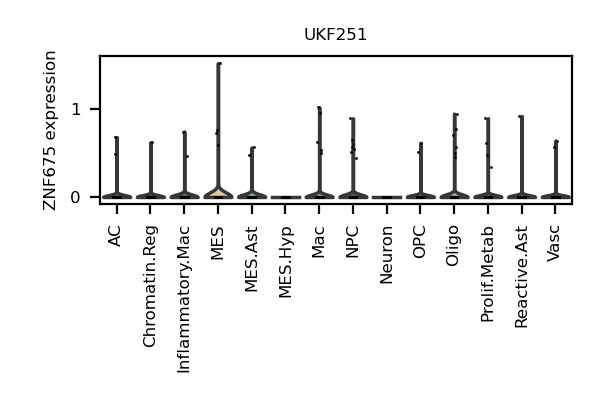 UKF251
ZNF675 expression
1
0
AC
Chromatin.Reg
Inflammatory.Mac
MES
MES.Ast
MES.Hyp
Mac
NPC
Neuron
OPC
Oligo
Prolif.Metab
Reactive.Ast
Vasc